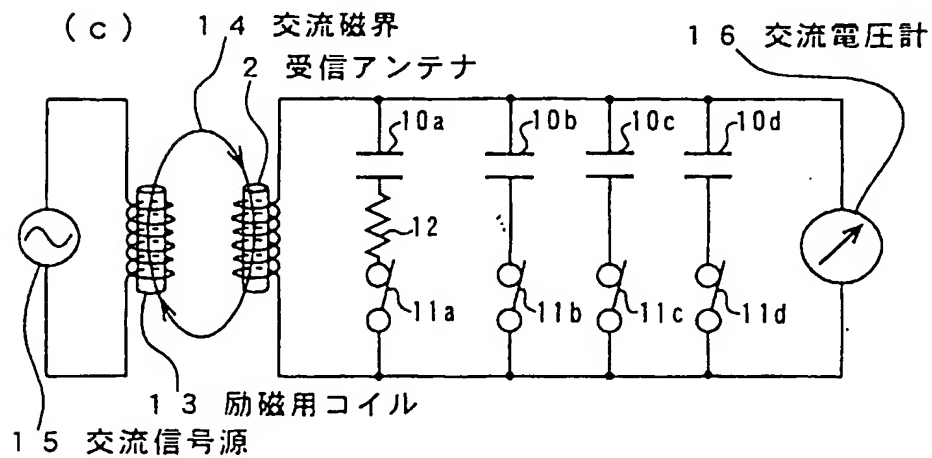 (c)
14 交流磁界
2 受信アンテナ
16 交流電圧計
10a
10b
10c
10d
12
11a
11b
11c
11d
13 励磁用コイル
15 交流信号源